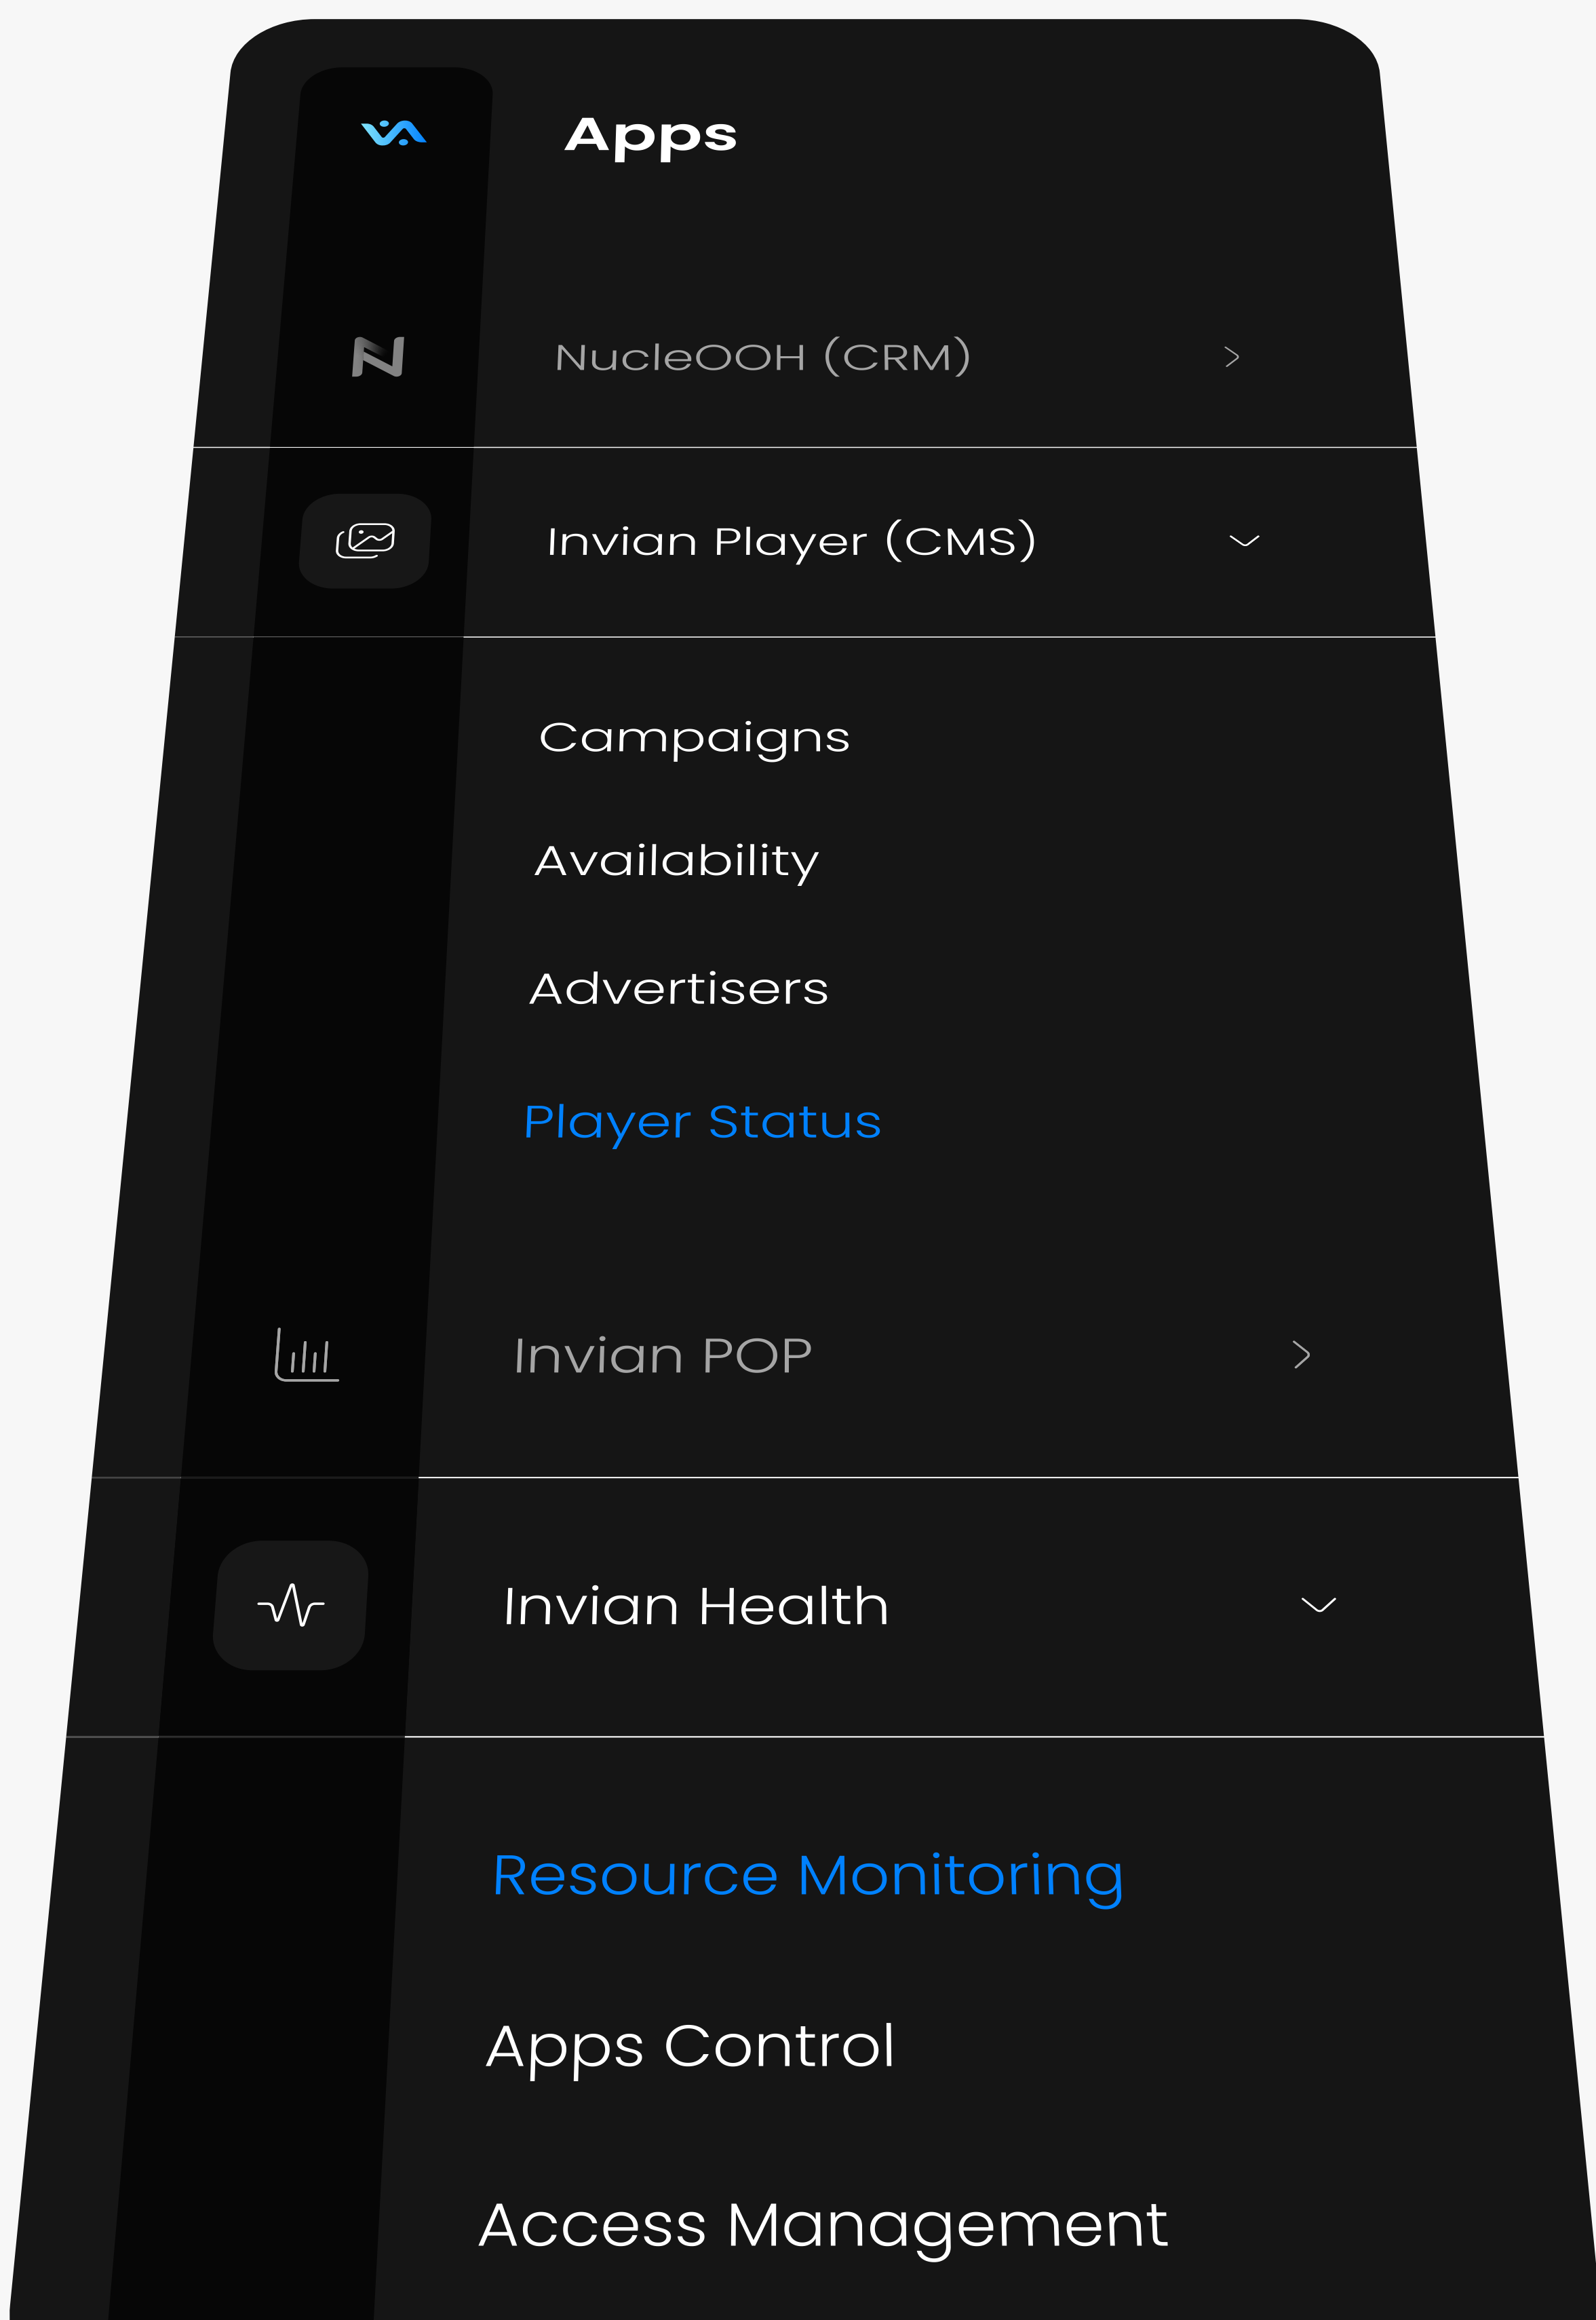 Apps
NucleOOH (CRM)
Invian Player (CMS)
Campaigns
Availability
Advertisers
Player Status
Invian POP
Invian Health
Resource Monitoring
Apps Control
Access Management